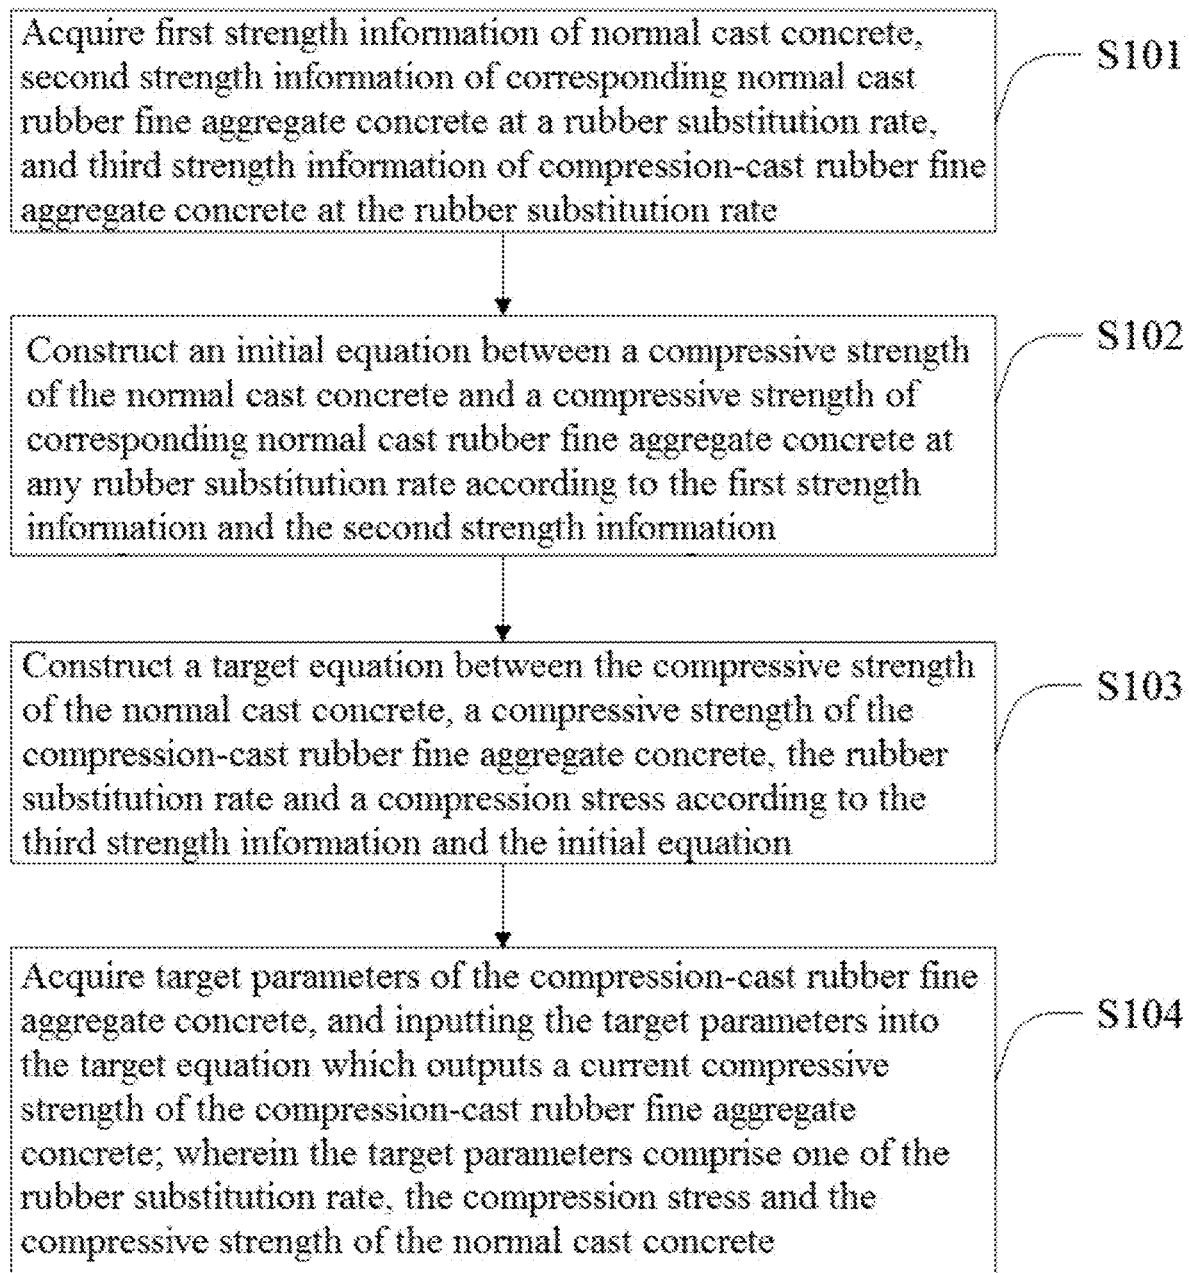 Acquire first strength information of normal cast concrete,
second strength information of corresponding normal cast
rubber fine aggregate concrete at a rubber substitution rate,
and third strength information of compression-cast rubber fine
aggregate concrete at the rubber substitution rate
S101
Construct an initial equation between a compressive strength
of the normal cast concrete and a compressive strength of
corresponding normal cast rubber fine aggregate concrete at
any rubber substitution rate according to the first strength
information and the second strength information
S102
Construct a target equation between the compressive strength
of the normal cast concrete, a compressive strength of the
compression-cast rubber fine aggregate concrete, the rubber
substitution rate and a compression stress according to the
third strength information and the initial equation
S103
Acquire target parameters of the compression-cast rubber fine
aggregate concrete, and inputting the target parameters into
the target equation which outputs a current compressive
strength of the compression-cast rubber fine aggregate
concrete; wherein the target parameters comprise one of the
rubber substitution rate, the compression stress and the
compressive strength of the normal cast concrete
S104